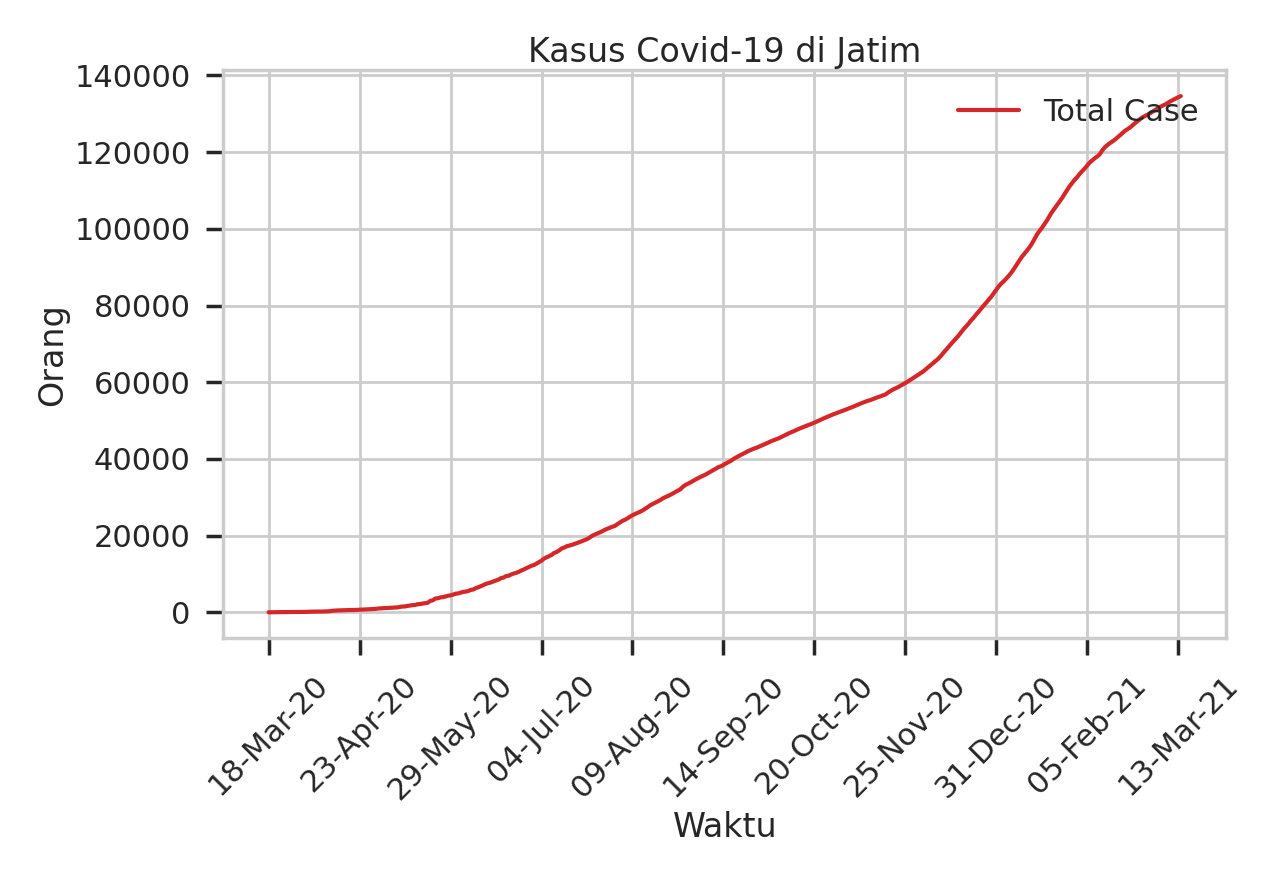 Kasus Covid-19 di Jatim
140000
120000
100000
80000
60000
40000
20000
0
Orang
Total Case
18-Mar-20
23-Apr-20
29-May-20
04-Jul-20
09-Aug-20
14-Sep-20
20-Oct-20
25-Nov-20
31-Dec-20
05-Feb-21
13-Mar-21
Waktu